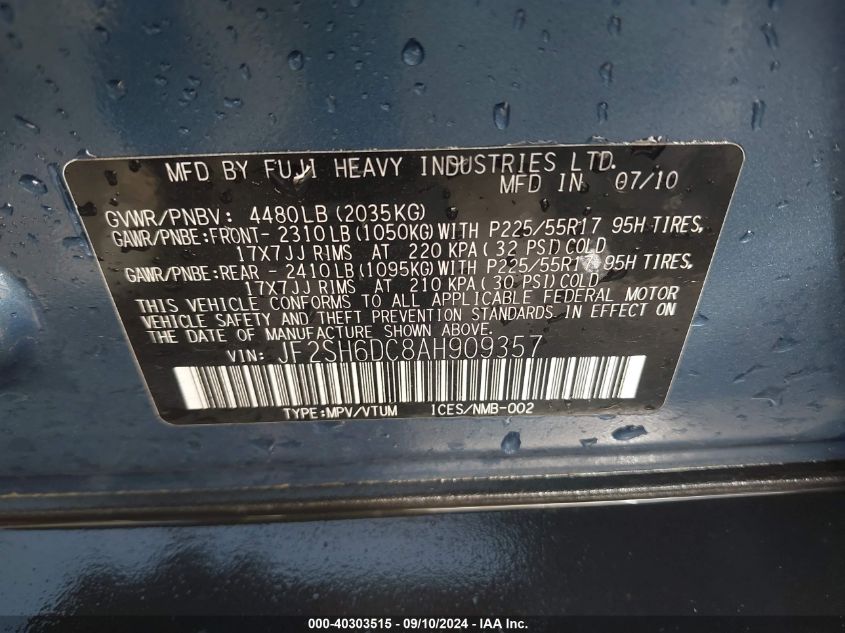 MFD BY FUJI HEAVY INDUSTRIES LTD.
MFD IN 07/10
GVWR/PNBV: 4480LB (2035KG)
GAWR/PNBE:FRONT- 2310LB (1050KG) WITH P225/55R17 95H TIRES,
17X7JJ RIMS AT 220 KPA ( 32 PSI) COLD
GAWR/PNBE:REAR - 2410LB (1095KG) WITH P225/55R17 95H TIRES,
17X7JJ RIMS AT 210 KPA ( 30 PSI) COLD
THIS VEHICLE CONFORMS TO ALL APPLICABLE FEDERAL MOTOR
VEHICLE SAFETY AND THEFT PREVENTION STANDARDS IN EFFECT ON
THE DATE OF MANUFACTURE SHOWN ABOVE.
VIN: JF2SH6DC8AH909357
TYPE:MPV/VTUM ICES/NMB-002
000-40303515 - 09/10/2024 - IAA Inc.